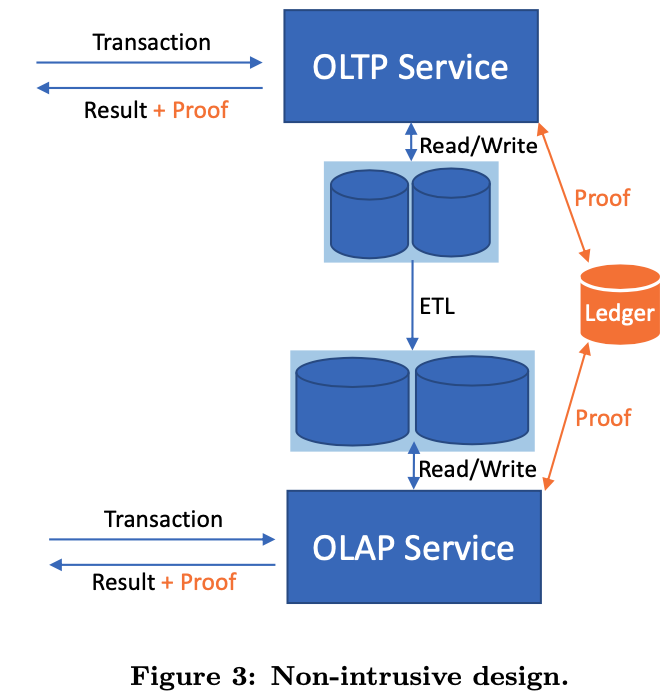 Transaction
OLTP Service
Result + Proof
Read/Write
Proof
ETL
Ledger
Proof
Read/Write
Transaction
OLAP Service
Result + Proof
Figure 3: Non-intrusive design.